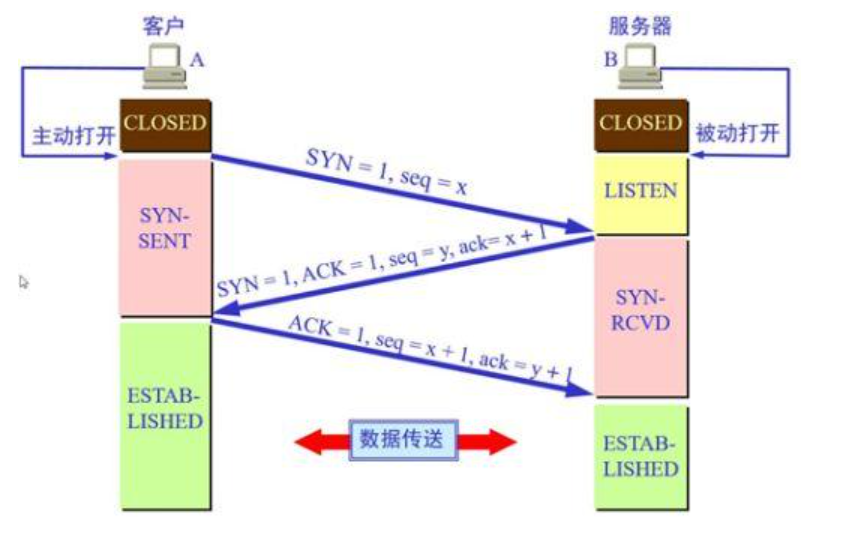 客户
服务器
A
B
CLOSED
CLOSED
主动打开
被动打开
SYN = 1, seq = x
LISTEN
SYN-
SENT
SYN = 1, ACK = 1, seq = y, ack= x + 1
SYN-
RCVD
ACK = 1, seq = x + 1, ack = y + 1
ESTAB-
LISHED
数据传送
ESTAB-
LISHED